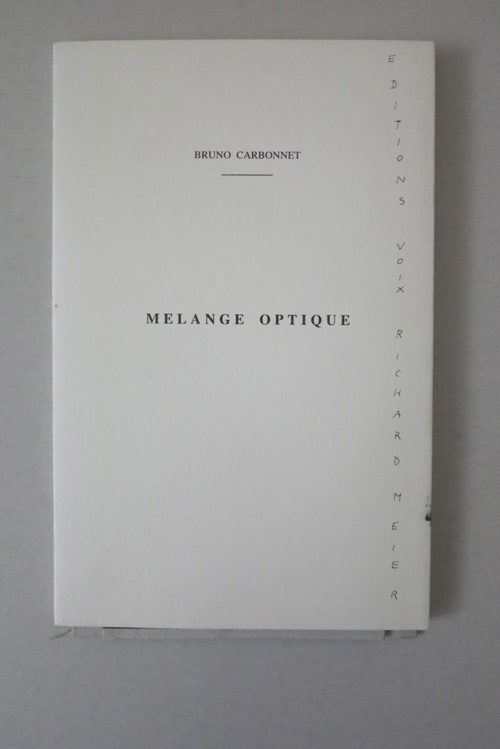 BRUNO CARBONNET
MELANGE OPTIQUE
EDITIONS VOIX RICHARD MEIER